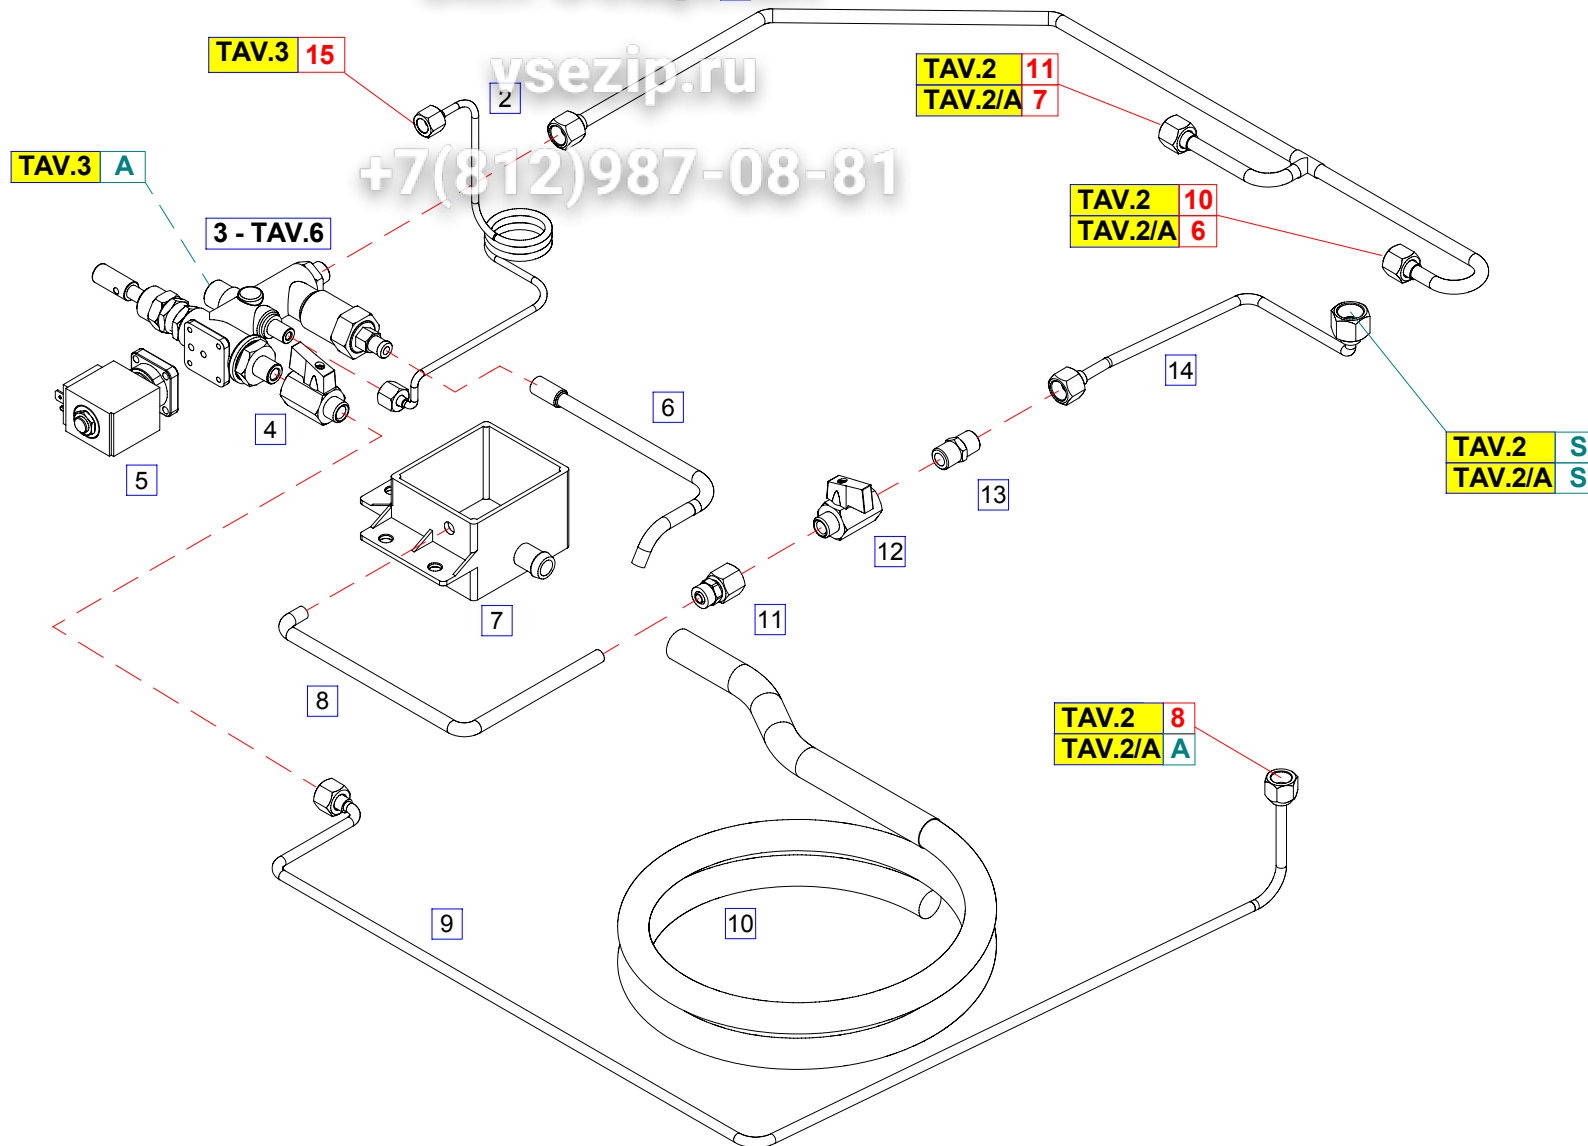 TAV.3 15
vsezip.ru
2
TAV.2 11
TAV.2/A 7
+7(812)987-08-81
TAV.3 A
TAV.2 10
TAV.2/A 6
3 - TAV.6
14
6
4
TAV.2 S
TAV.2/A S
5
13
12
7
11
8
TAV.2 8
TAV.2/A A
9
10